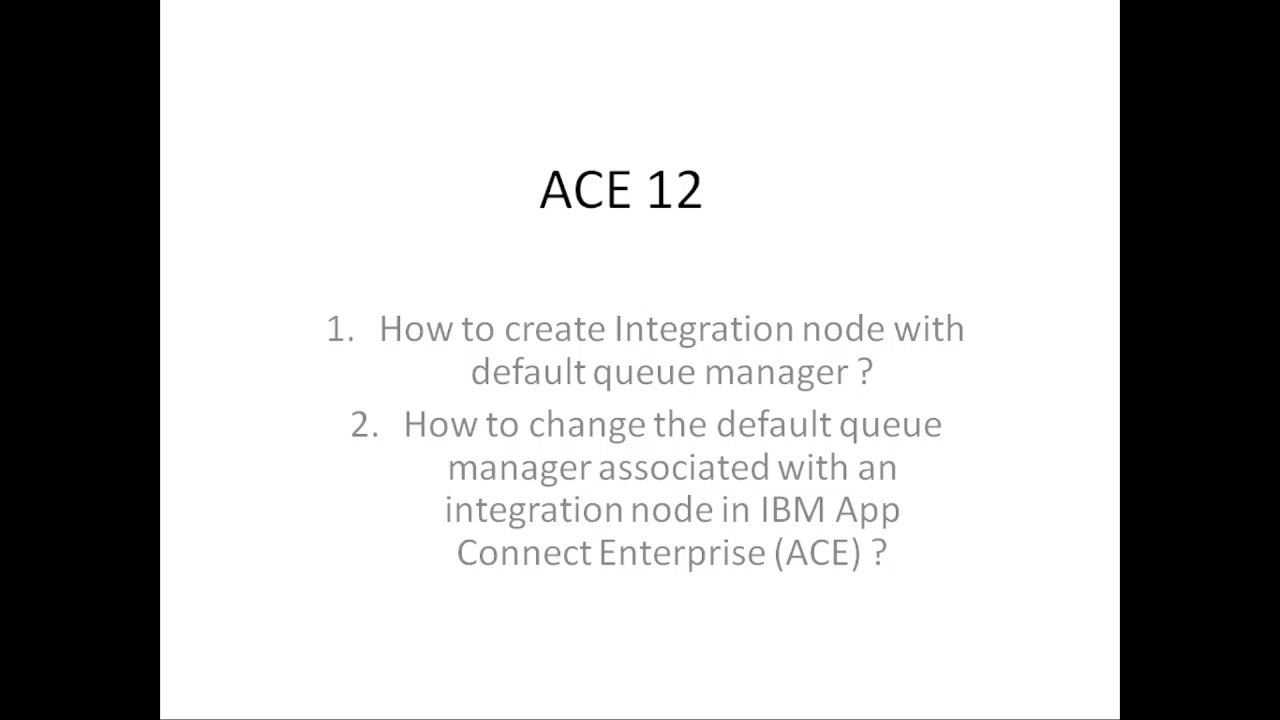 ACE 12
1. How to create Integration node with
default queue manager ?
2. How to change the default queue
manager associated with an
integration node in IBM App
Connect Enterprise (ACE) ?